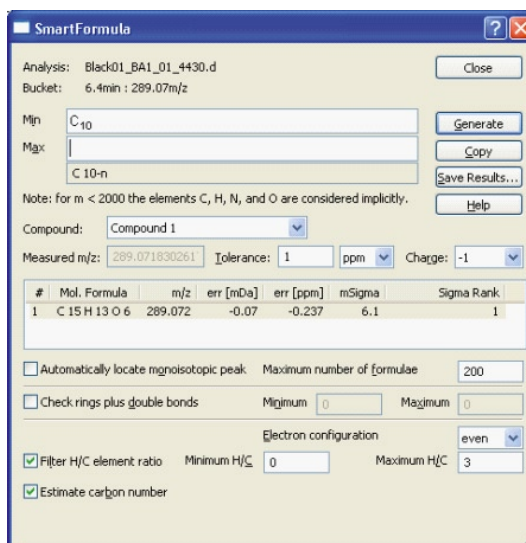 SmartFormula
Analysis: Black01_BA1_01_4430.d
Close
Bucket: 6.4min : 289.07m/z
Min C10
Generate
Max
Copy
C 10-n
Save Results...
Note: for m < 2000 the elements C, H, N, and O are considered implicitly.
Help
Compound: Compound 1
Measured m/z: 289.071830261 Tolerance: 1 ppm Charge: -1
# Mol. Formula m/z err [mDa] err [ppm] mSigma Sigma Rank
1 C 15 H 13 O 6 289.072 -0.07 -0.237 6.1 1
Automatically locate monoisotopic peak Maximum number of formulae 200
Check rings plus double bonds Minimum 0 Maximum 0
Electron configuration even
Filter H/C element ratio Minimum H/C 0 Maximum H/C 3
Estimate carbon number